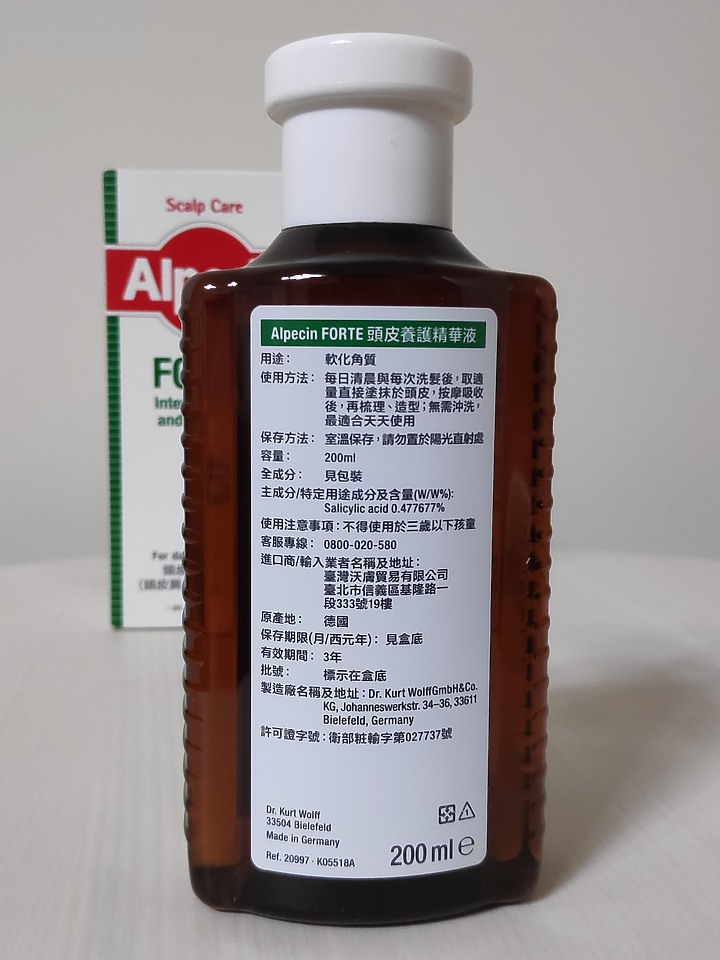 Scalp Care
Alpe
FO
Inte
and
For da
頭皮
Alpecin FORTE 頭皮養護精華液
用途： 軟化角質
使用方法： 每日清晨與每次洗髮後，取適
量直接塗抹於頭皮，按摩吸收
後，再梳理、造型；無需沖洗，
最適合天天使用
保存方法： 室溫保存，請勿置於陽光直射處
容量： 200ml
全成分： 見包裝
主成分/特定用途成分及含量(W/W%):
Salicylic acid 0.477677%
使用注意事項：不得使用於三歲以下孩童
客服專線： 0800-020-580
進口商/輸入業者名稱及地址：
臺灣沃膚貿易有限公司
臺北市信義區基隆路一
段333號19樓
原產地： 德國
保存期限(月/西元年)： 見盒底
有效期間： 3年
批號： 標示在盒底
製造廠名稱及地址：Dr. Kurt WolffGmbH&Co.
KG, Johanneswerkstr. 34-36, 33611
Bielefeld, Germany
許可證字號：衛部粧輸字第027737號
Dr. Kurt Wolff
33504 Bielefeld
Made in Germany
Ref. 20997 · K05518A
200 ml ℮